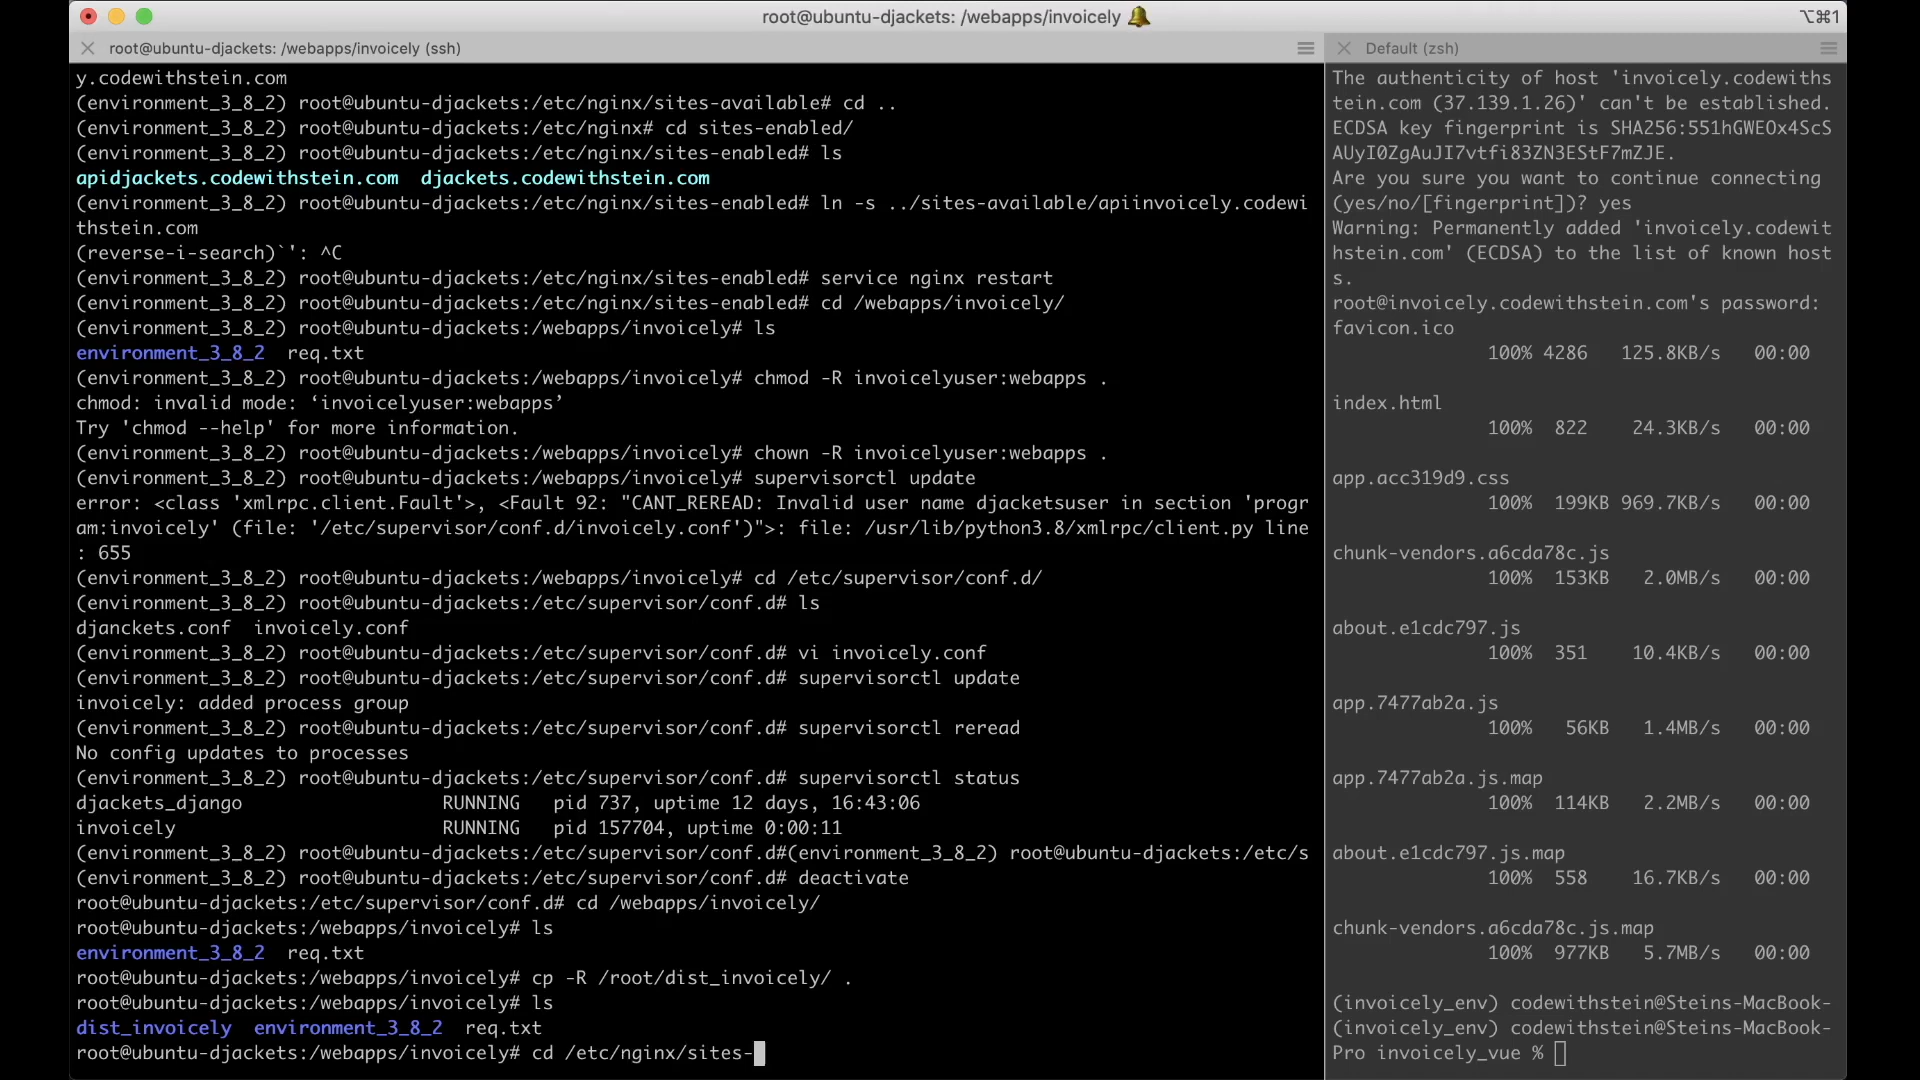 root@ubuntu-djackets: /webapps/invoicely 🔔
⌥⌘1
root@ubuntu-djackets: /webapps/invoicely (ssh)
y.codewithstein.com
(environment_3_8_2) root@ubuntu-djackets:/etc/nginx/sites-available# cd ..
(environment_3_8_2) root@ubuntu-djackets:/etc/nginx# cd sites-enabled/
(environment_3_8_2) root@ubuntu-djackets:/etc/nginx/sites-enabled# ls
apidjackets.codewithstein.com  djackets.codewithstein.com
(environment_3_8_2) root@ubuntu-djackets:/etc/nginx/sites-enabled# ln -s ../sites-available/apiinvoicely.codewi
thstein.com
(reverse-i-search)`': ^C
(environment_3_8_2) root@ubuntu-djackets:/etc/nginx/sites-enabled# service nginx restart
(environment_3_8_2) root@ubuntu-djackets:/etc/nginx/sites-enabled# cd /webapps/invoicely/
(environment_3_8_2) root@ubuntu-djackets:/webapps/invoicely# ls
environment_3_8_2  req.txt
(environment_3_8_2) root@ubuntu-djackets:/webapps/invoicely# chmod -R invoicelyuser:webapps .
chmod: invalid mode: ‘invoicelyuser:webapps’
Try 'chmod --help' for more information.
(environment_3_8_2) root@ubuntu-djackets:/webapps/invoicely# chown -R invoicelyuser:webapps .
(environment_3_8_2) root@ubuntu-djackets:/webapps/invoicely# supervisorctl update
error: <class 'xmlrpc.client.Fault'>, <Fault 92: "CANT_REREAD: Invalid user name djacketsuser in section 'progr
am:invoicely' (file: '/etc/supervisor/conf.d/invoicely.conf')">: file: /usr/lib/python3.8/xmlrpc/client.py line
: 655
(environment_3_8_2) root@ubuntu-djackets:/webapps/invoicely# cd /etc/supervisor/conf.d/
(environment_3_8_2) root@ubuntu-djackets:/etc/supervisor/conf.d# ls
djanckets.conf  invoicely.conf
(environment_3_8_2) root@ubuntu-djackets:/etc/supervisor/conf.d# vi invoicely.conf
(environment_3_8_2) root@ubuntu-djackets:/etc/supervisor/conf.d# supervisorctl update
invoicely: added process group
(environment_3_8_2) root@ubuntu-djackets:/etc/supervisor/conf.d# supervisorctl reread
No config updates to processes
(environment_3_8_2) root@ubuntu-djackets:/etc/supervisor/conf.d# supervisorctl status
djackets_django                  RUNNING   pid 737, uptime 12 days, 16:43:06
invoicely                        RUNNING   pid 157704, uptime 0:00:11
(environment_3_8_2) root@ubuntu-djackets:/etc/supervisor/conf.d#(environment_3_8_2) root@ubuntu-djackets:/etc/s
(environment_3_8_2) root@ubuntu-djackets:/etc/supervisor/conf.d# deactivate
root@ubuntu-djackets:/etc/supervisor/conf.d# cd /webapps/invoicely/
root@ubuntu-djackets:/webapps/invoicely# ls
environment_3_8_2  req.txt
root@ubuntu-djackets:/webapps/invoicely# cp -R /root/dist_invoicely/ .
root@ubuntu-djackets:/webapps/invoicely# ls
dist_invoicely  environment_3_8_2  req.txt
root@ubuntu-djackets:/webapps/invoicely# cd /etc/nginx/sites-
Default (zsh)
The authenticity of host 'invoicely.codewiths
tein.com (37.139.1.26)' can't be established.
ECDSA key fingerprint is SHA256:551hGWEOx4ScS
AUyI0ZgAuJI7vtfi83ZN3EStF7mZJE.
Are you sure you want to continue connecting
(yes/no/[fingerprint])? yes
Warning: Permanently added 'invoicely.codewit
hstein.com' (ECDSA) to the list of known host
s.
root@invoicely.codewithstein.com's password:
favicon.ico
100% 4286   125.8KB/s   00:00
index.html
100%  822    24.3KB/s   00:00
app.acc319d9.css
100%  199KB 969.7KB/s   00:00
chunk-vendors.a6cda78c.js
100%  153KB   2.0MB/s   00:00
about.e1cdc797.js
100%  351    10.4KB/s   00:00
app.7477ab2a.js
100%   56KB   1.4MB/s   00:00
app.7477ab2a.js.map
100%  114KB   2.2MB/s   00:00
about.e1cdc797.js.map
100%  558    16.7KB/s   00:00
chunk-vendors.a6cda78c.js.map
100%  977KB   5.7MB/s   00:00
(invoicely_env) codewithstein@Steins-MacBook-
(invoicely_env) codewithstein@Steins-MacBook-
Pro invoicely_vue %